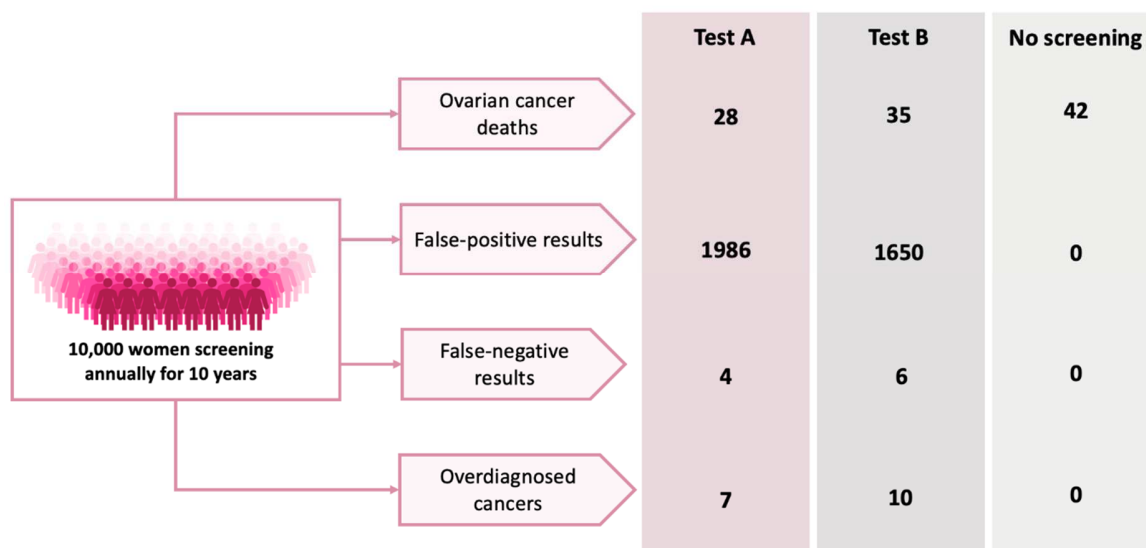 Test A
Test B
No screening
Ovarian cancer
deaths
28
35
42
False-positive results
1986
1650
0
10,000 women screening
annually for 10 years
False-negative
results
4
6
0
Overdiagnosed
cancers
7
10
0